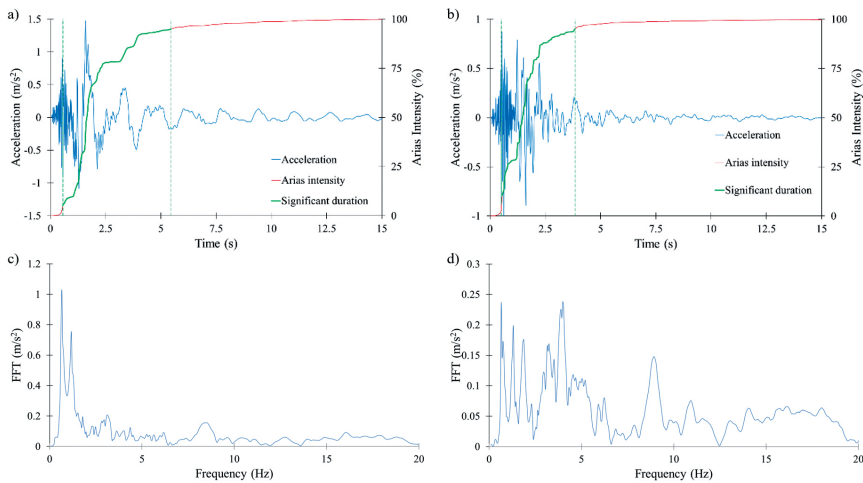 a)
1.5
1
0.5
0
-0.5
-1
-1.5
Acceleration (m/s²)
100
75
50
25
0
Arias Intensity (%)
Acceleration
Arias intensity
Significant duration
0 2.5 5 7.5 10 12.5 15
Time (s)
b)
1
0.5
0
-0.5
-1
Acceleration (m/s²)
100
75
50
25
0
Arias Intensity (%)
Acceleration
Arias intensity
Significant duration
0 2.5 5 7.5 10 12.5 15
Time (s)
c)
1.2
1
0.8
0.6
0.4
0.2
0
FFT (m/s²)
0 5 10 15 20
Frequency (Hz)
d)
0.3
0.25
0.2
0.15
0.1
0.05
0
FFT (m/s²)
0 5 10 15 20
Frequency (Hz)